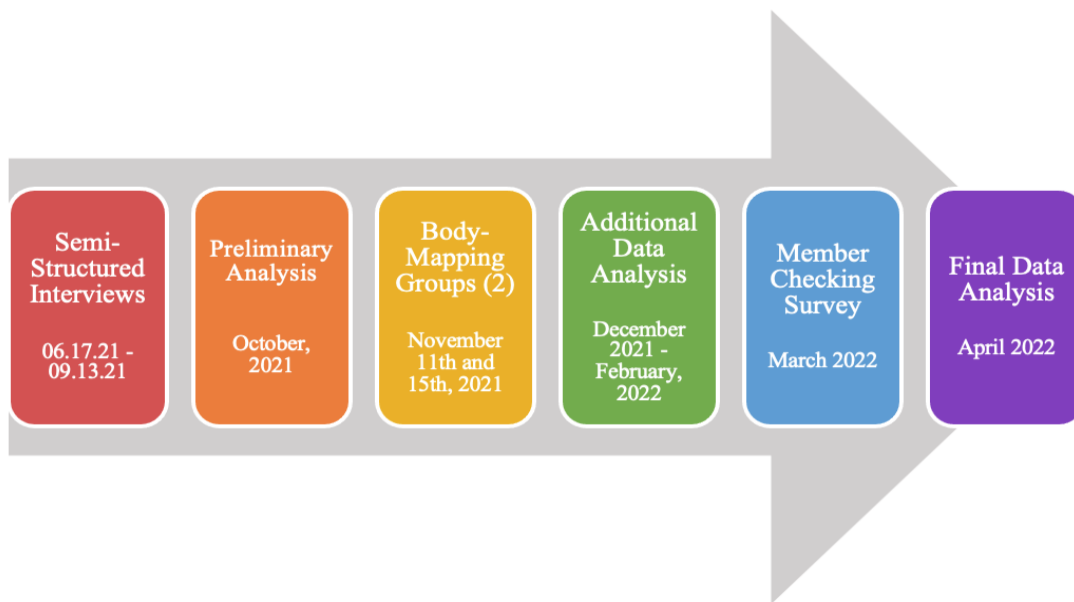 Semi-
Structured
Interviews
06.17.21 -
09.13.21
Preliminary
Analysis
October,
2021
Body-
Mapping
Groups (2)
November
11th and
15th, 2021
Additional
Data
Analysis
December
2021 -
February,
2022
Member
Checking
Survey
March 2022
Final Data
Analysis
April 2022